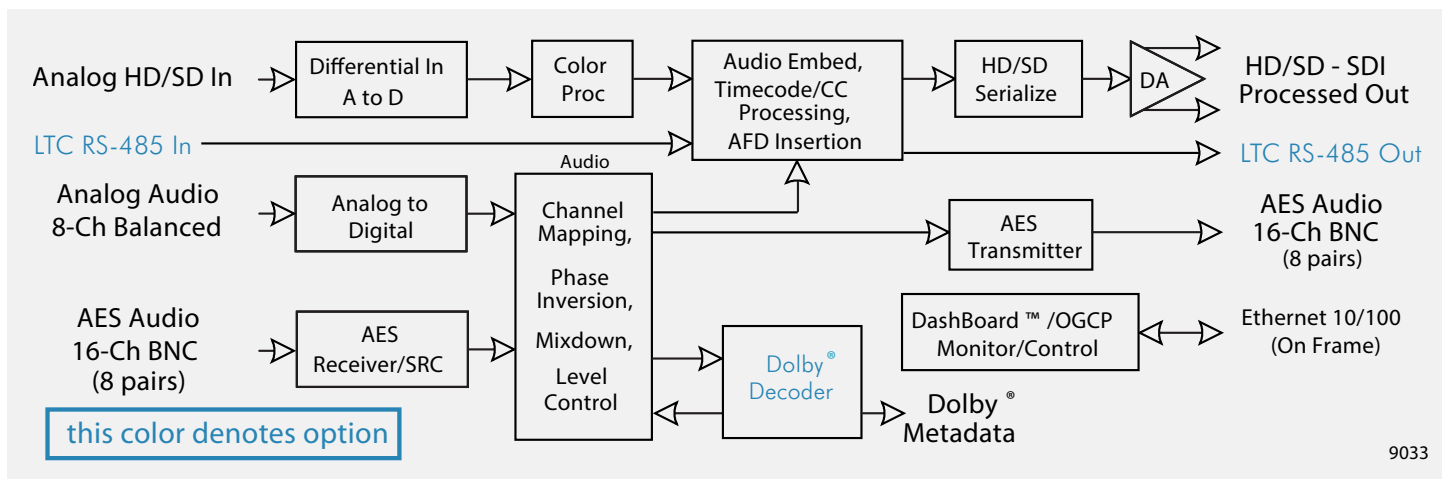 Analog HD/SD In
Differential In
A to D
Color
Proc
Audio Embed,
Timecode/CC
Processing,
AFD Insertion
HD/SD
Serialize
DA
HD/SD - SDI
Processed Out
LTC RS-485 In
LTC RS-485 Out
Analog Audio
8-Ch Balanced
Analog to
Digital
Audio
Channel
Mapping,
Phase
Inversion,
Mixdown,
Level
Control
AES
Transmitter
AES Audio
16-Ch BNC
(8 pairs)
AES Audio
16-Ch BNC
(8 pairs)
AES
Receiver/SRC
Dolby ®
Decoder
DashBoard ™ /OGCP
Monitor/Control
Ethernet 10/100
(On Frame)
Dolby ®
Metadata
this color denotes option
9033